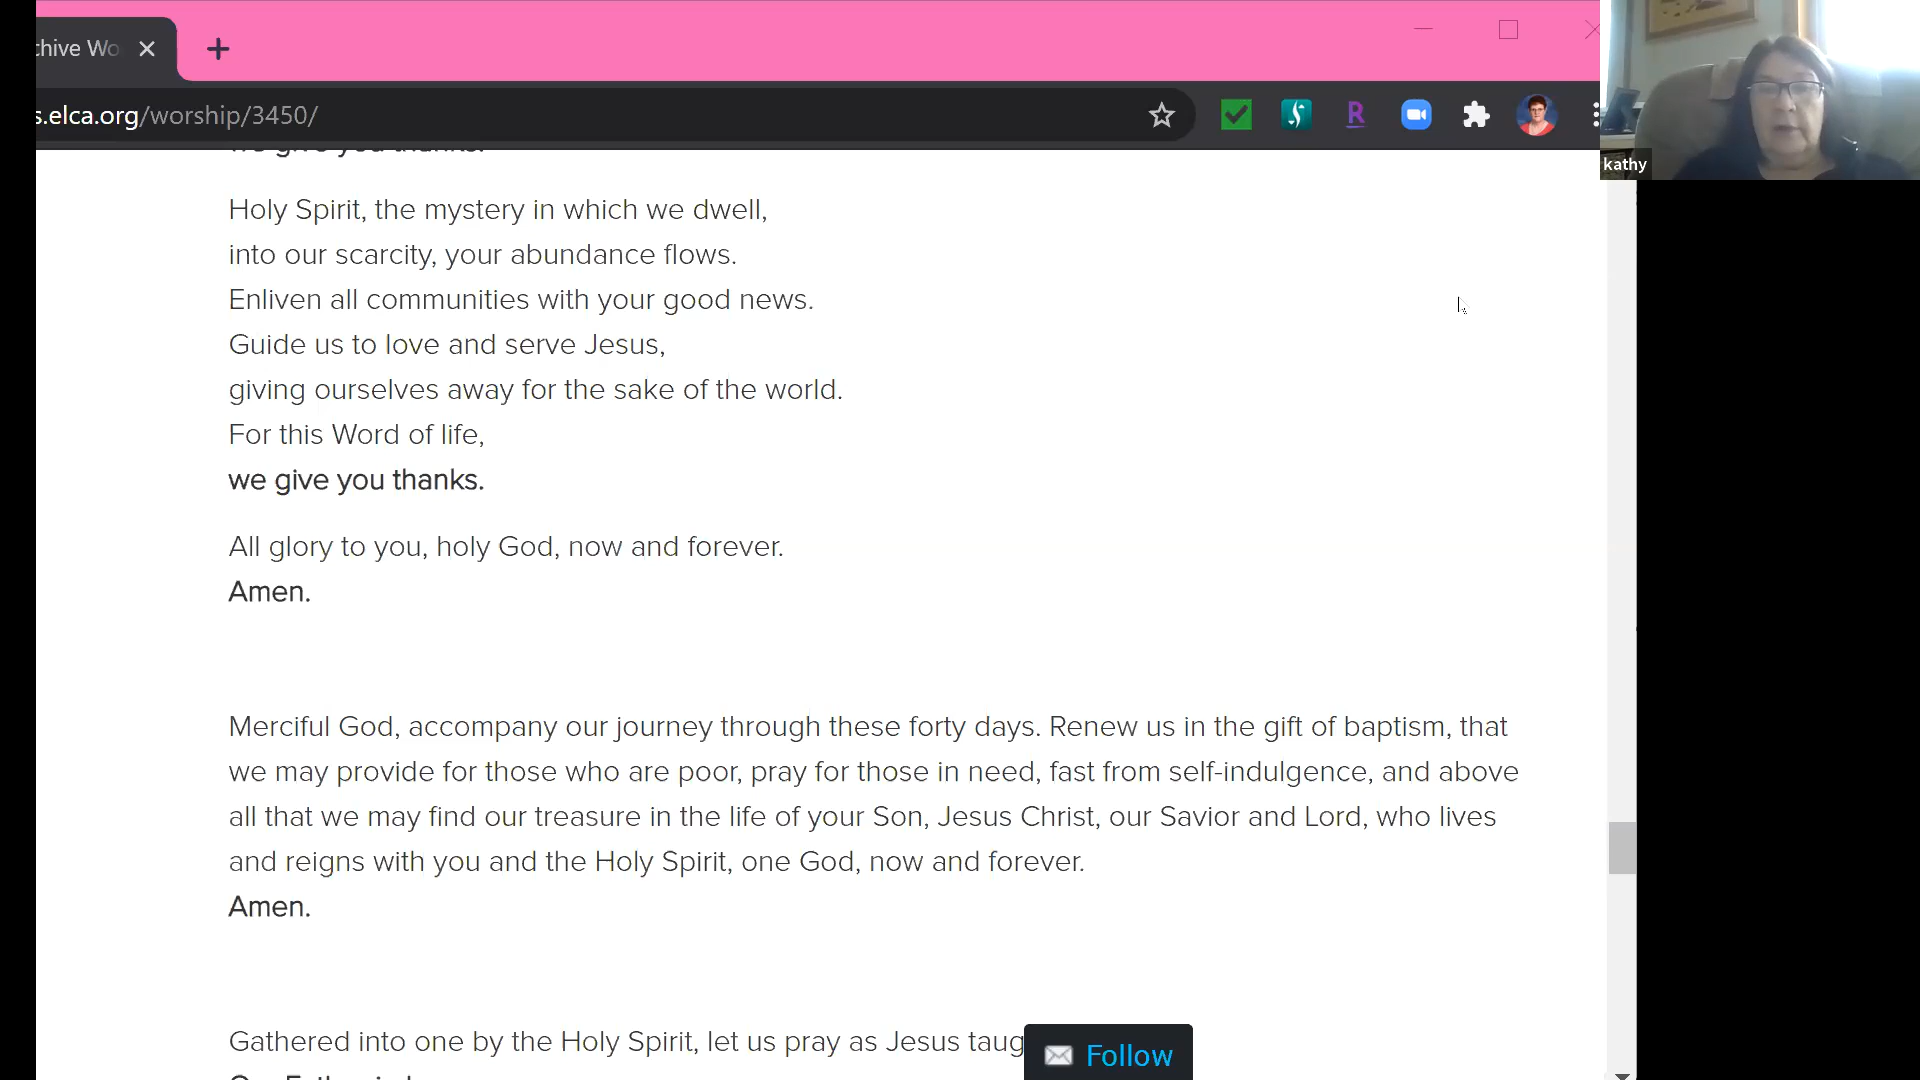 chive Wo
s.elca.org/worship/3450/
kathy
we give you thanks.
Holy Spirit, the mystery in which we dwell,
into our scarcity, your abundance flows.
Enliven all communities with your good news.
Guide us to love and serve Jesus,
giving ourselves away for the sake of the world.
For this Word of life,
we give you thanks.
All glory to you, holy God, now and forever.
Amen.
Merciful God, accompany our journey through these forty days. Renew us in the gift of baptism, that
we may provide for those who are poor, pray for those in need, fast from self-indulgence, and above
all that we may find our treasure in the life of your Son, Jesus Christ, our Savior and Lord, who lives
and reigns with you and the Holy Spirit, one God, now and forever.
Amen.
Gathered into one by the Holy Spirit, let us pray as Jesus taug
Follow